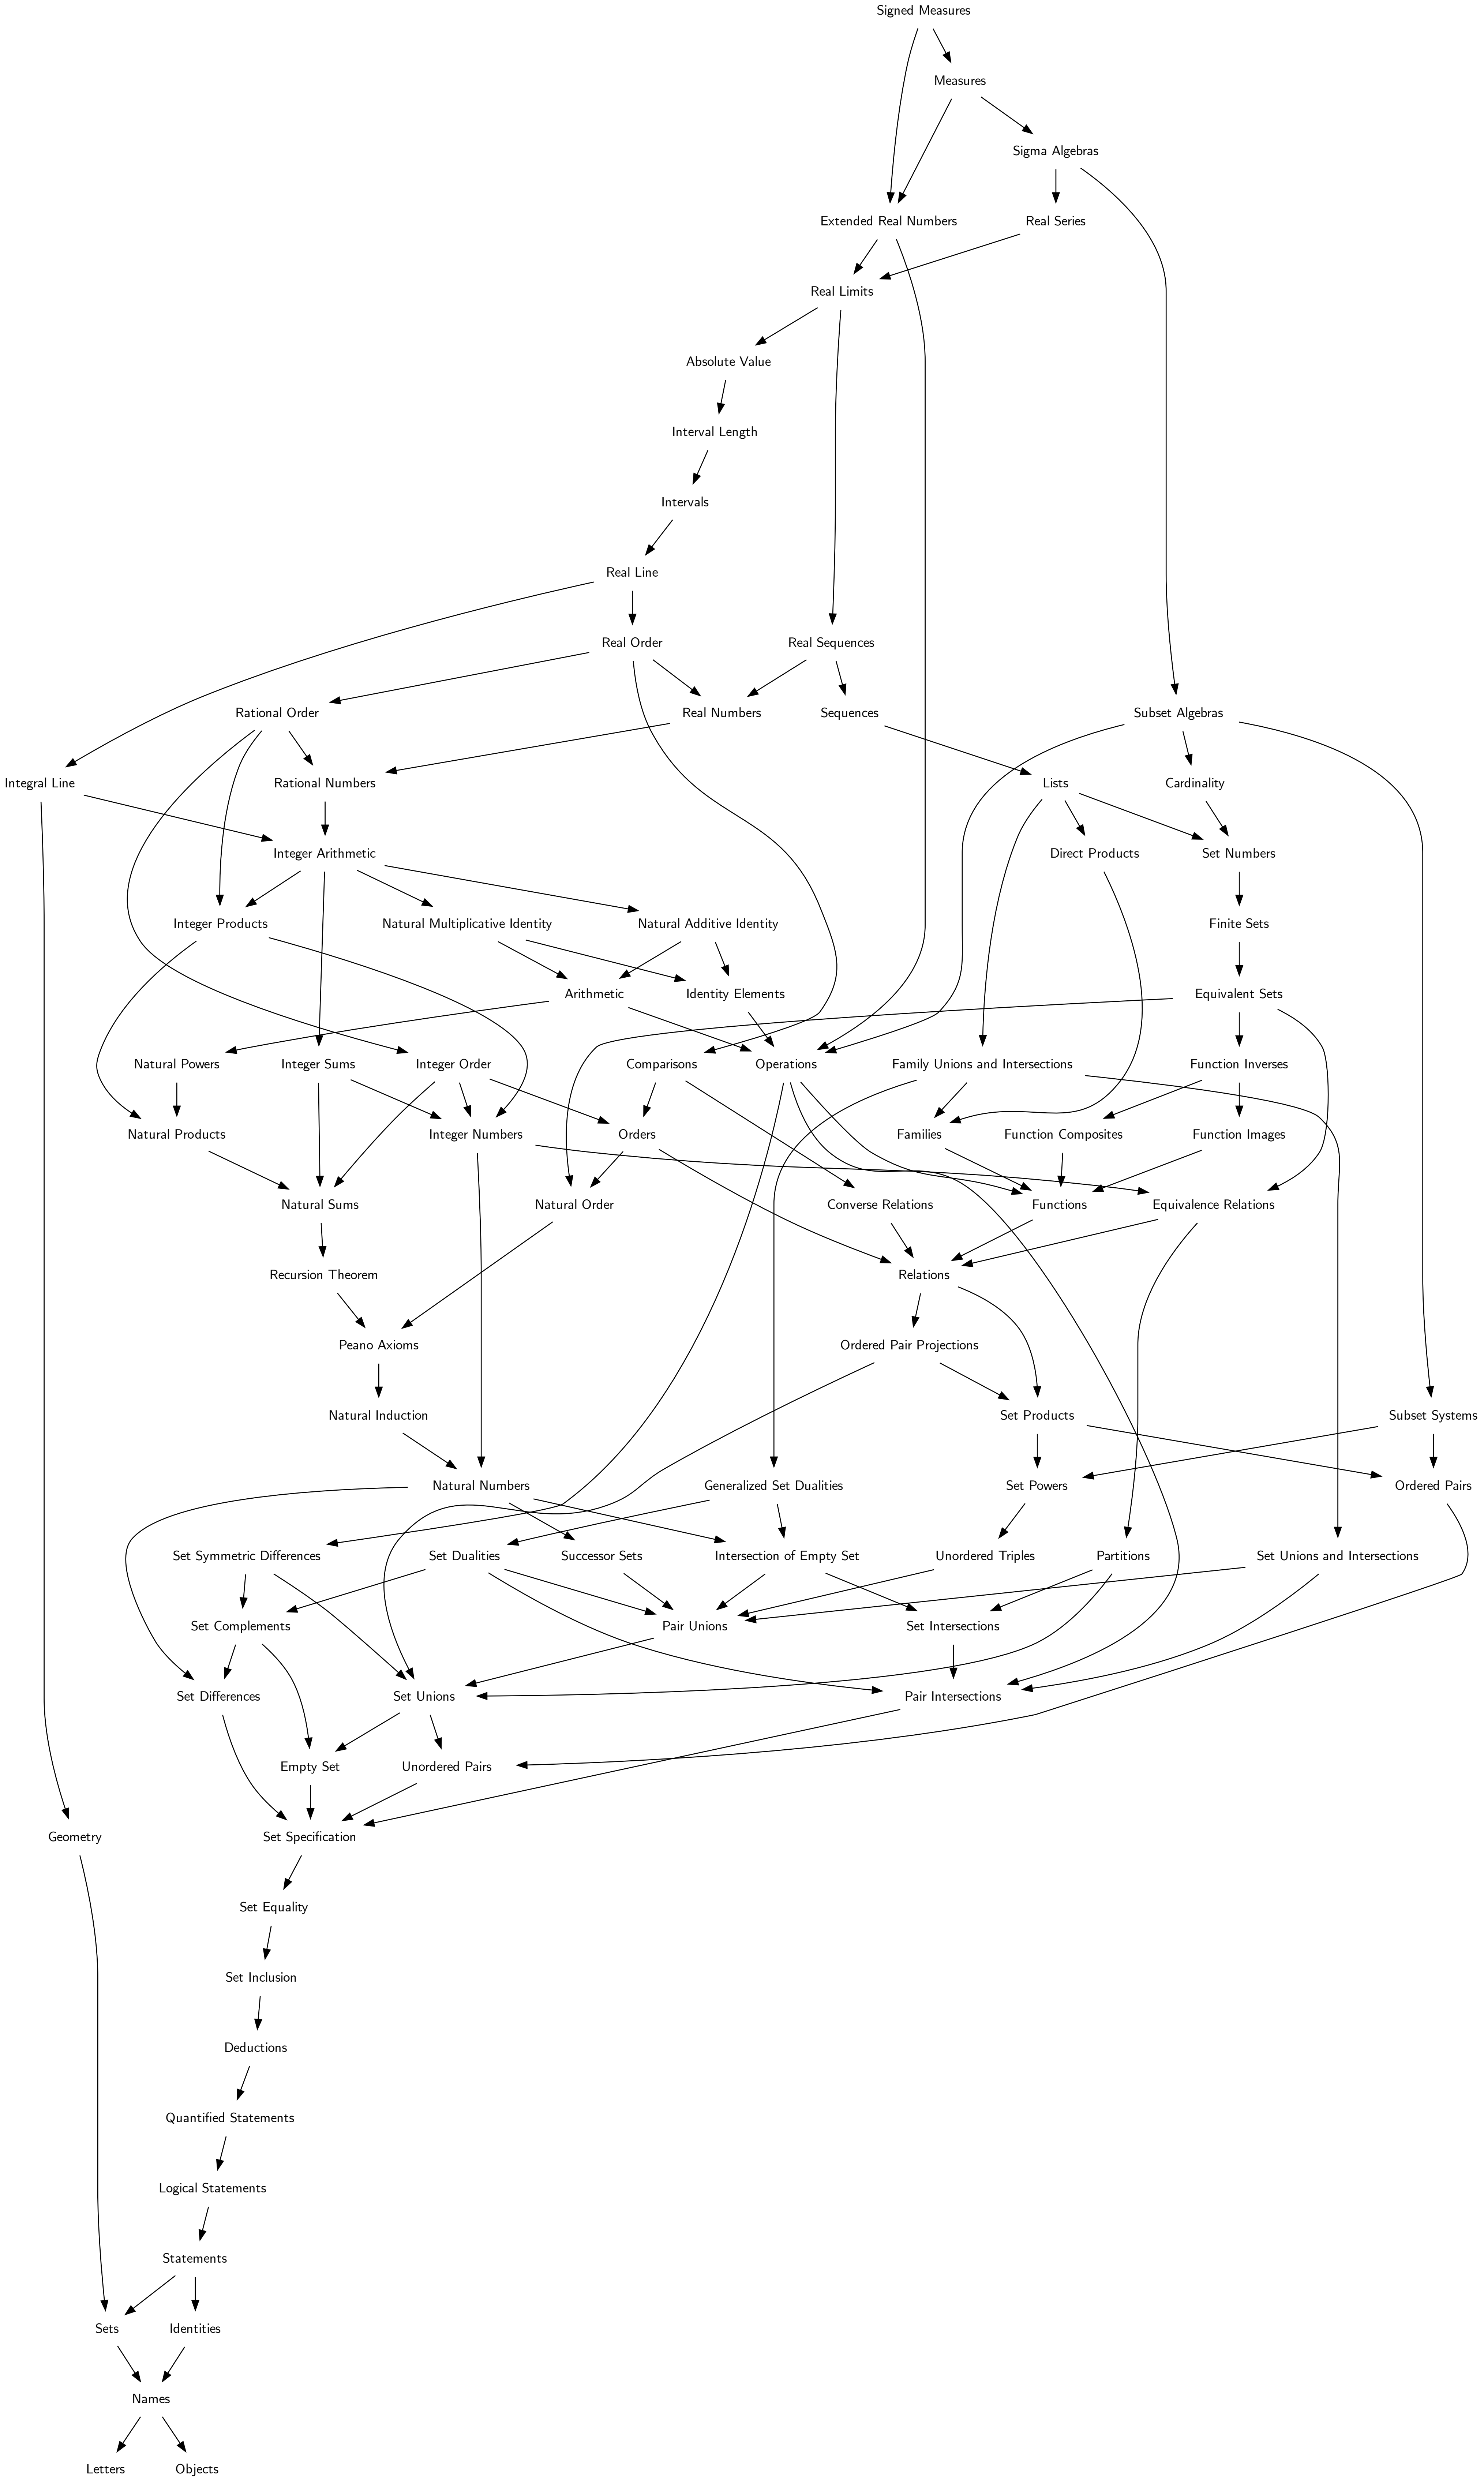 Signed Measures
Measures
Sigma Algebras
Extended Real Numbers
Real Series
Real Limits
Absolute Value
Interval Length
Intervals
Real Line
Real Order
Real Sequences
Rational Order
Real Numbers
Sequences
Subset Algebras
Integral Line
Rational Numbers
Lists
Cardinality
Integer Arithmetic
Direct Products
Set Numbers
Integer Products
Natural Multiplicative Identity
Natural Additive Identity
Finite Sets
Arithmetic
Identity Elements
Equivalent Sets
Natural Powers
Integer Sums
Integer Order
Comparisons
Operations
Family Unions and Intersections
Function Inverses
Natural Products
Integer Numbers
Orders
Families
Function Composites
Function Images
Natural Sums
Natural Order
Converse Relations
Functions
Equivalence Relations
Recursion Theorem
Relations
Peano Axioms
Ordered Pair Projections
Natural Induction
Set Products
Subset Systems
Natural Numbers
Generalized Set Dualities
Set Powers
Ordered Pairs
Set Symmetric Differences
Set Dualities
Successor Sets
Intersection of Empty Set
Unordered Triples
Partitions
Set Unions and Intersections
Set Complements
Pair Unions
Set Intersections
Set Differences
Set Unions
Pair Intersections
Empty Set
Unordered Pairs
Geometry
Set Specification
Set Equality
Set Inclusion
Deductions
Quantified Statements
Logical Statements
Statements
Sets
Identities
Names
Letters
Objects